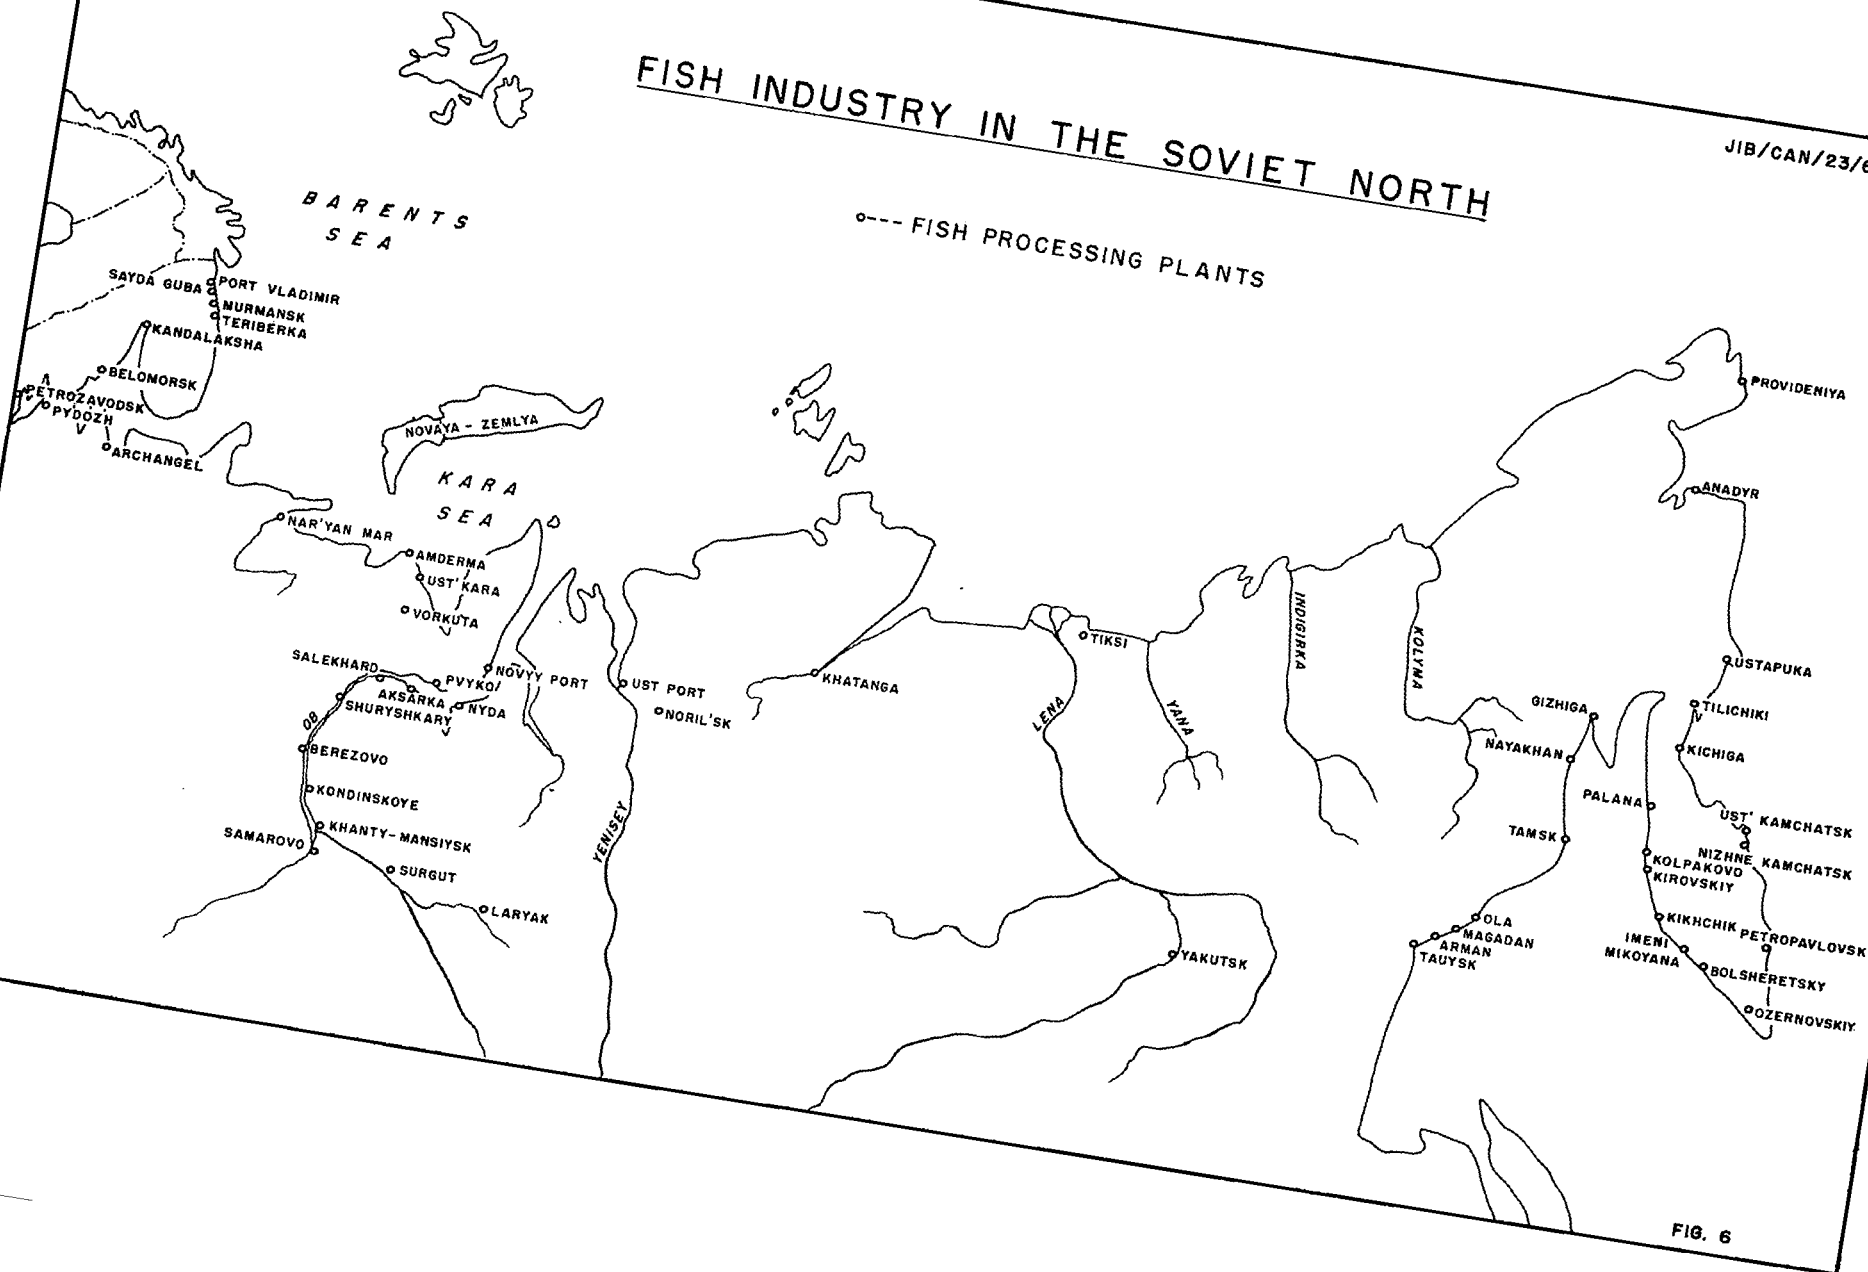 FISH INDUSTRY IN THE SOVIET NORTH
JIB/CAN/23/6
FISH PROCESSING PLANTS
BARENTS
SEA
SAYDA GUBA
PORT VLADIMIR
MURMANSK
TERIBERKA
KANDALAKSHA
BELOMORSK
PETROZAVODSK
PYDOZH
ARCHANGEL
NOVAYA - ZEMLYA
KARA
SEA
NAR'YAN MAR
AMDERMA
UST' KARA
VORKUTA
SALEKHARD
PVYKO
NOVYY PORT
AKSARKA
NYDA
SHURYSHKARY
OB
BEREZOVO
KONDINSKOYE
KHANTY-MANSIYSK
SAMAROVO
SURGUT
LARYAK
UST PORT
NORIL'SK
YENISEY
KHATANGA
TIKSI
LENA
YANA
INDIGIRKA
KOLYMA
YAKUTSK
PROVIDENIYA
ANADYR
USTAPUKA
TILICHIKI
KICHIGA
GIZHIGA
NAYAKHAN
PALANA
TAMSK
UST' KAMCHATSK
NIZHNE KAMCHATSK
KOLPAKOVO
KIROVSKIY
OLA
MAGADAN
ARMAN
TAUYSK
KIKHCHIK
PETROPAVLOVSK
IMENI
MIKOYANA
BOLSHERETSKY
OZERNOVSKIY
FIG. 6